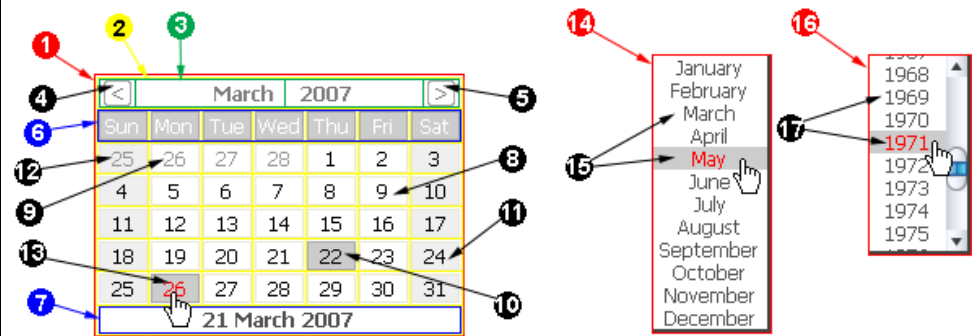 1 2 3 14 16
4 < March 2007 > 5
6 Sun Mon Tue Wed Thu Fri Sat
12 25 26 27 28 1 2 3 8
9 4 5 6 7 8 9 10
11 12 13 14 15 16 17 11
13 18 19 20 21 22 23 24
25 26 27 28 29 30 31 10
7 21 March 2007
January
February
March
April
15 May
June
July
August
September
October
November
December
1968
1969
17 1970
1971
1972
1973
1974
1975